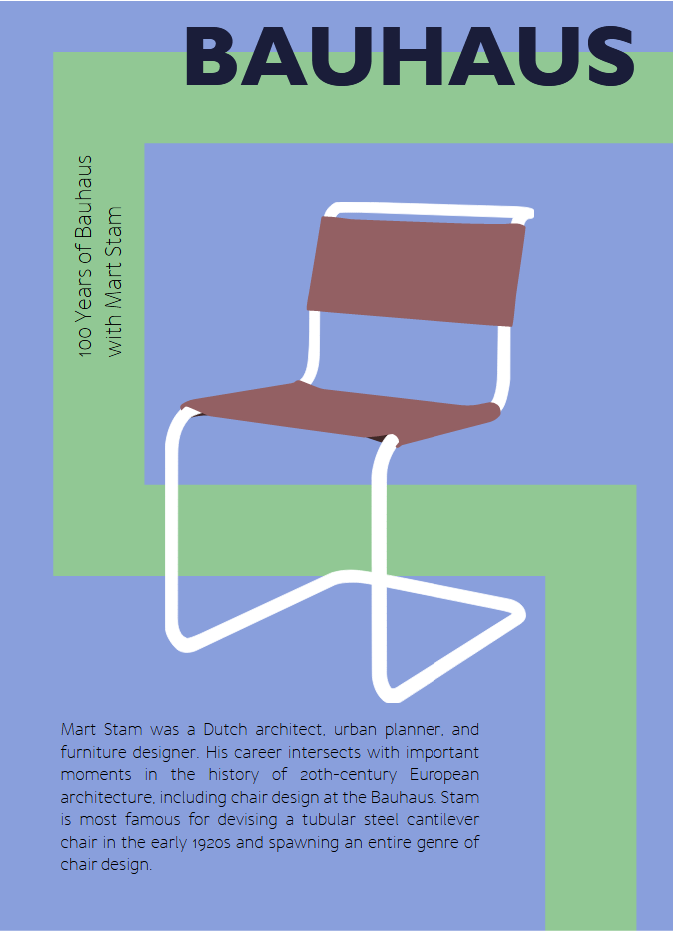 BAUHAUS
100 Years of Bauhaus
with Mart Stam
Mart Stam was a Dutch architect, urban planner, and
furniture designer. His career intersects with important
moments in the history of 20th-century European
architecture, including chair design at the Bauhaus. Stam
is most famous for devising a tubular steel cantilever
chair in the early 1920s and spawning an entire genre of
chair design.